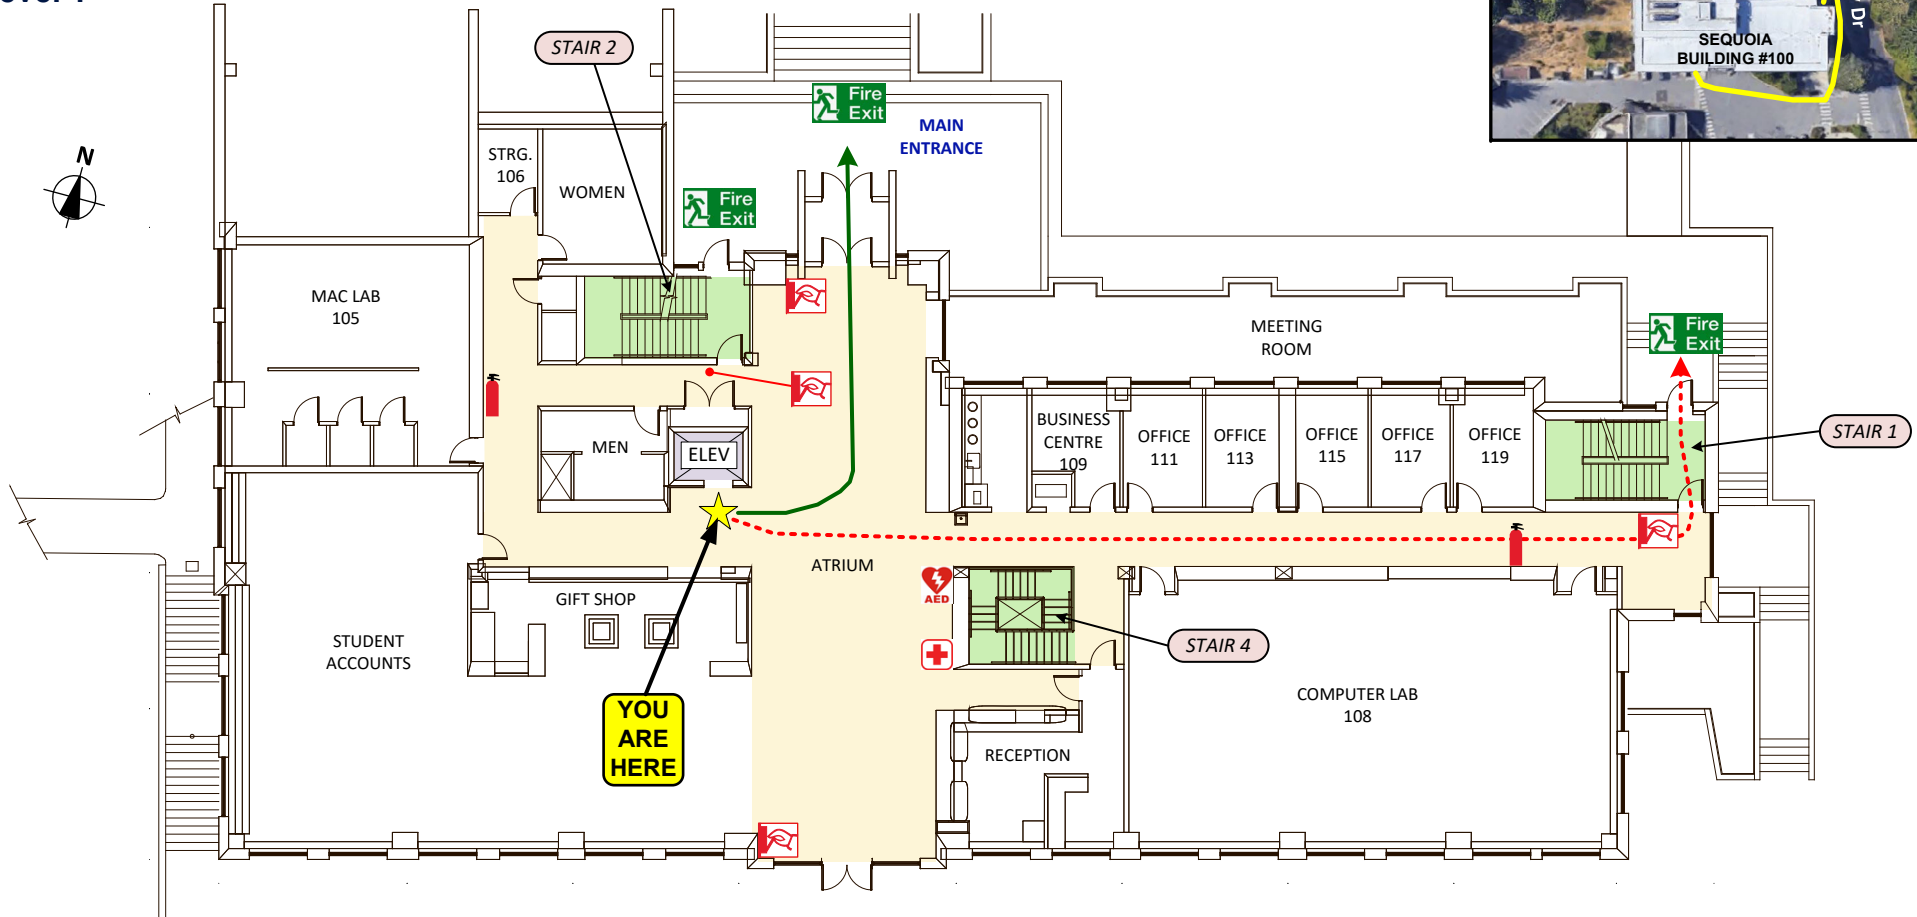 STAIR 2
Fire
Exit
MAIN
ENTRANCE
SEQUOIA
BUILDING #100
Dr
N
STRG.
106
WOMEN
Fire
Exit
MAC LAB
105
MEETING
ROOM
Fire
Exit
BUSINESS
CENTRE
109
OFFICE
111
OFFICE
113
OFFICE
115
OFFICE
117
OFFICE
119
STAIR 1
MEN
ELEV
ATRIUM
AED
GIFT SHOP
STUDENT
ACCOUNTS
STAIR 4
YOU
ARE
HERE
COMPUTER LAB
108
RECEPTION